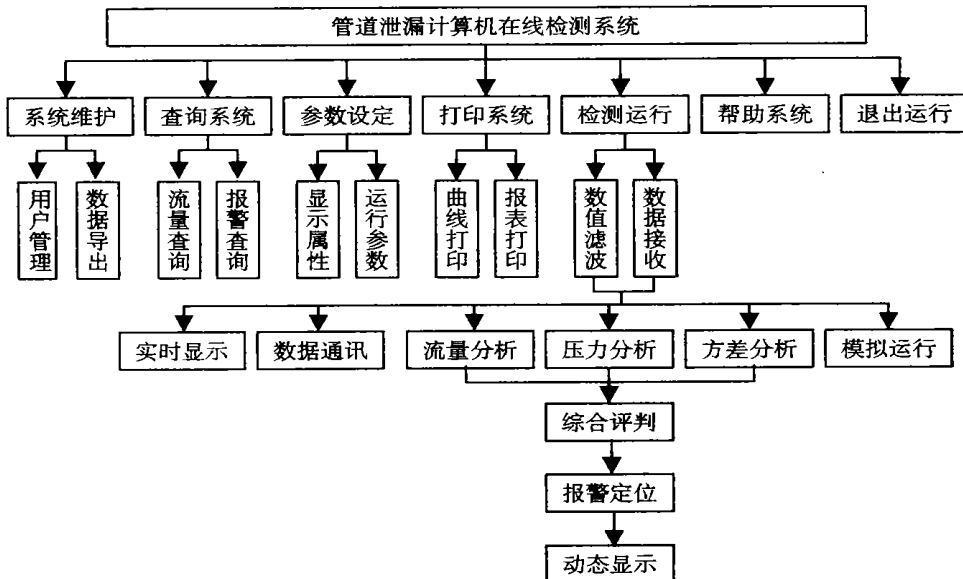 管道泄漏计算机在线检测系统
系统维护
查询系统
参数设定
打印系统
检测运行
帮助系统
退出运行
用户管理
数据导出
流量查询
报警查询
显示属性
运行参数
曲线打印
报表打印
数值滤波
数据接收
实时显示
数据通讯
流量分析
压力分析
方差分析
模拟运行
综合评判
报警定位
动态显示